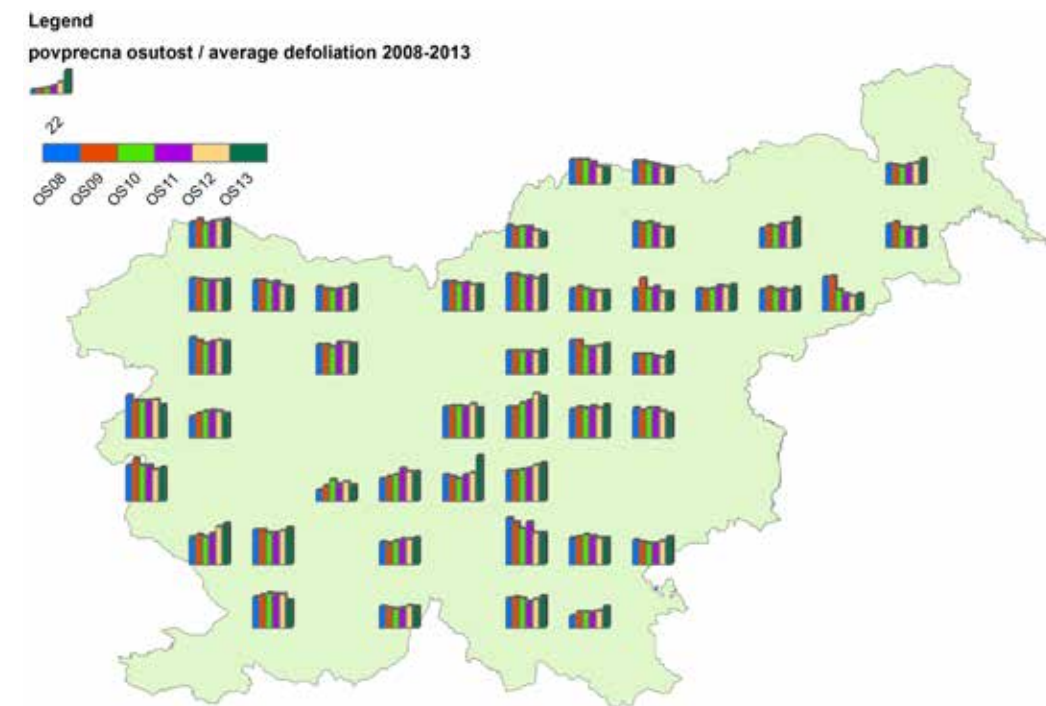 Legend
povprecna osutost / average defoliation 2008-2013
22
OS08 OS09 OS10 OS11 OS12 OS13